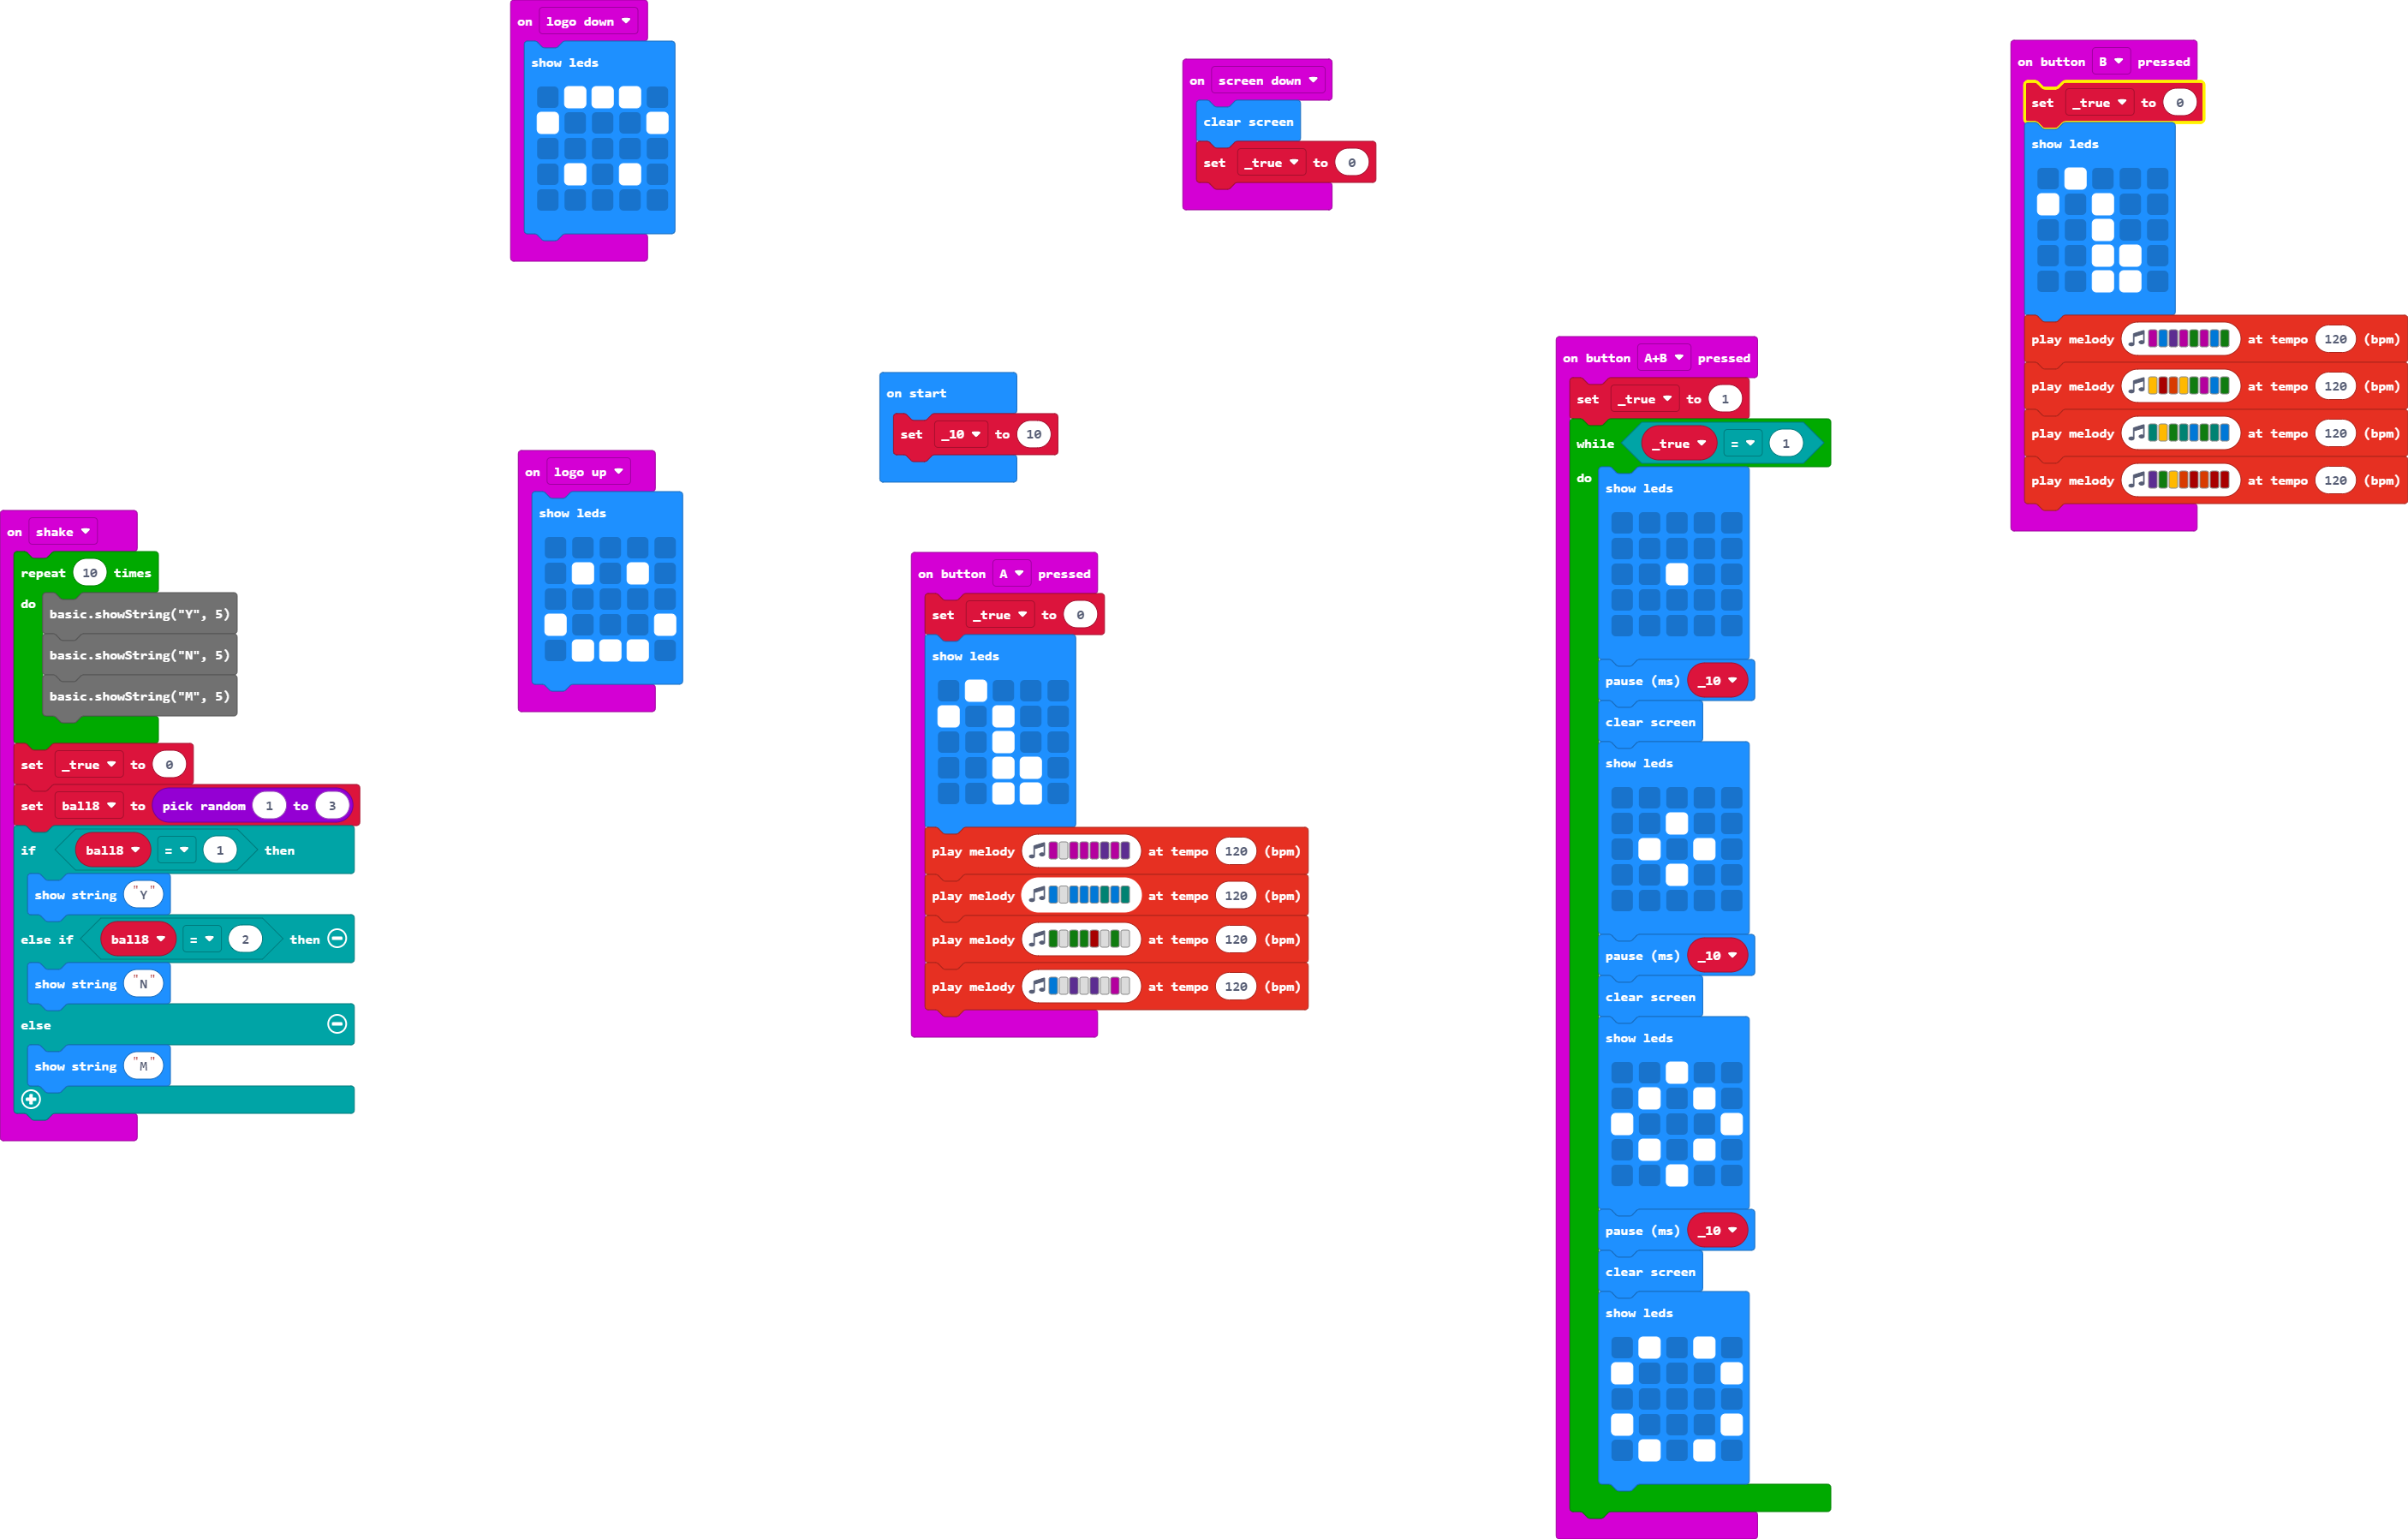 on logo down
show leds
on screen down
clear screen
set _true to 0
on button B pressed
set _true to 0
show leds
play melody at tempo 120 (bpm)
play melody at tempo 120 (bpm)
play melody at tempo 120 (bpm)
play melody at tempo 120 (bpm)
on start
set _10 to 10
on logo up
show leds
on shake
repeat 10 times
do
basic.showString("Y", 5)
basic.showString("N", 5)
basic.showString("M", 5)
set _true to 0
set ball8 to pick random 1 to 3
if ball8 = 1 then
show string "Y"
else if ball8 = 2 then
show string "N"
else
show string "M"
on button A pressed
set _true to 0
show leds
play melody at tempo 120 (bpm)
play melody at tempo 120 (bpm)
play melody at tempo 120 (bpm)
play melody at tempo 120 (bpm)
on button A+B pressed
set _true to 1
while _true = 1
do
show leds
pause (ms) _10
clear screen
show leds
pause (ms) _10
clear screen
show leds
pause (ms) _10
clear screen
show leds